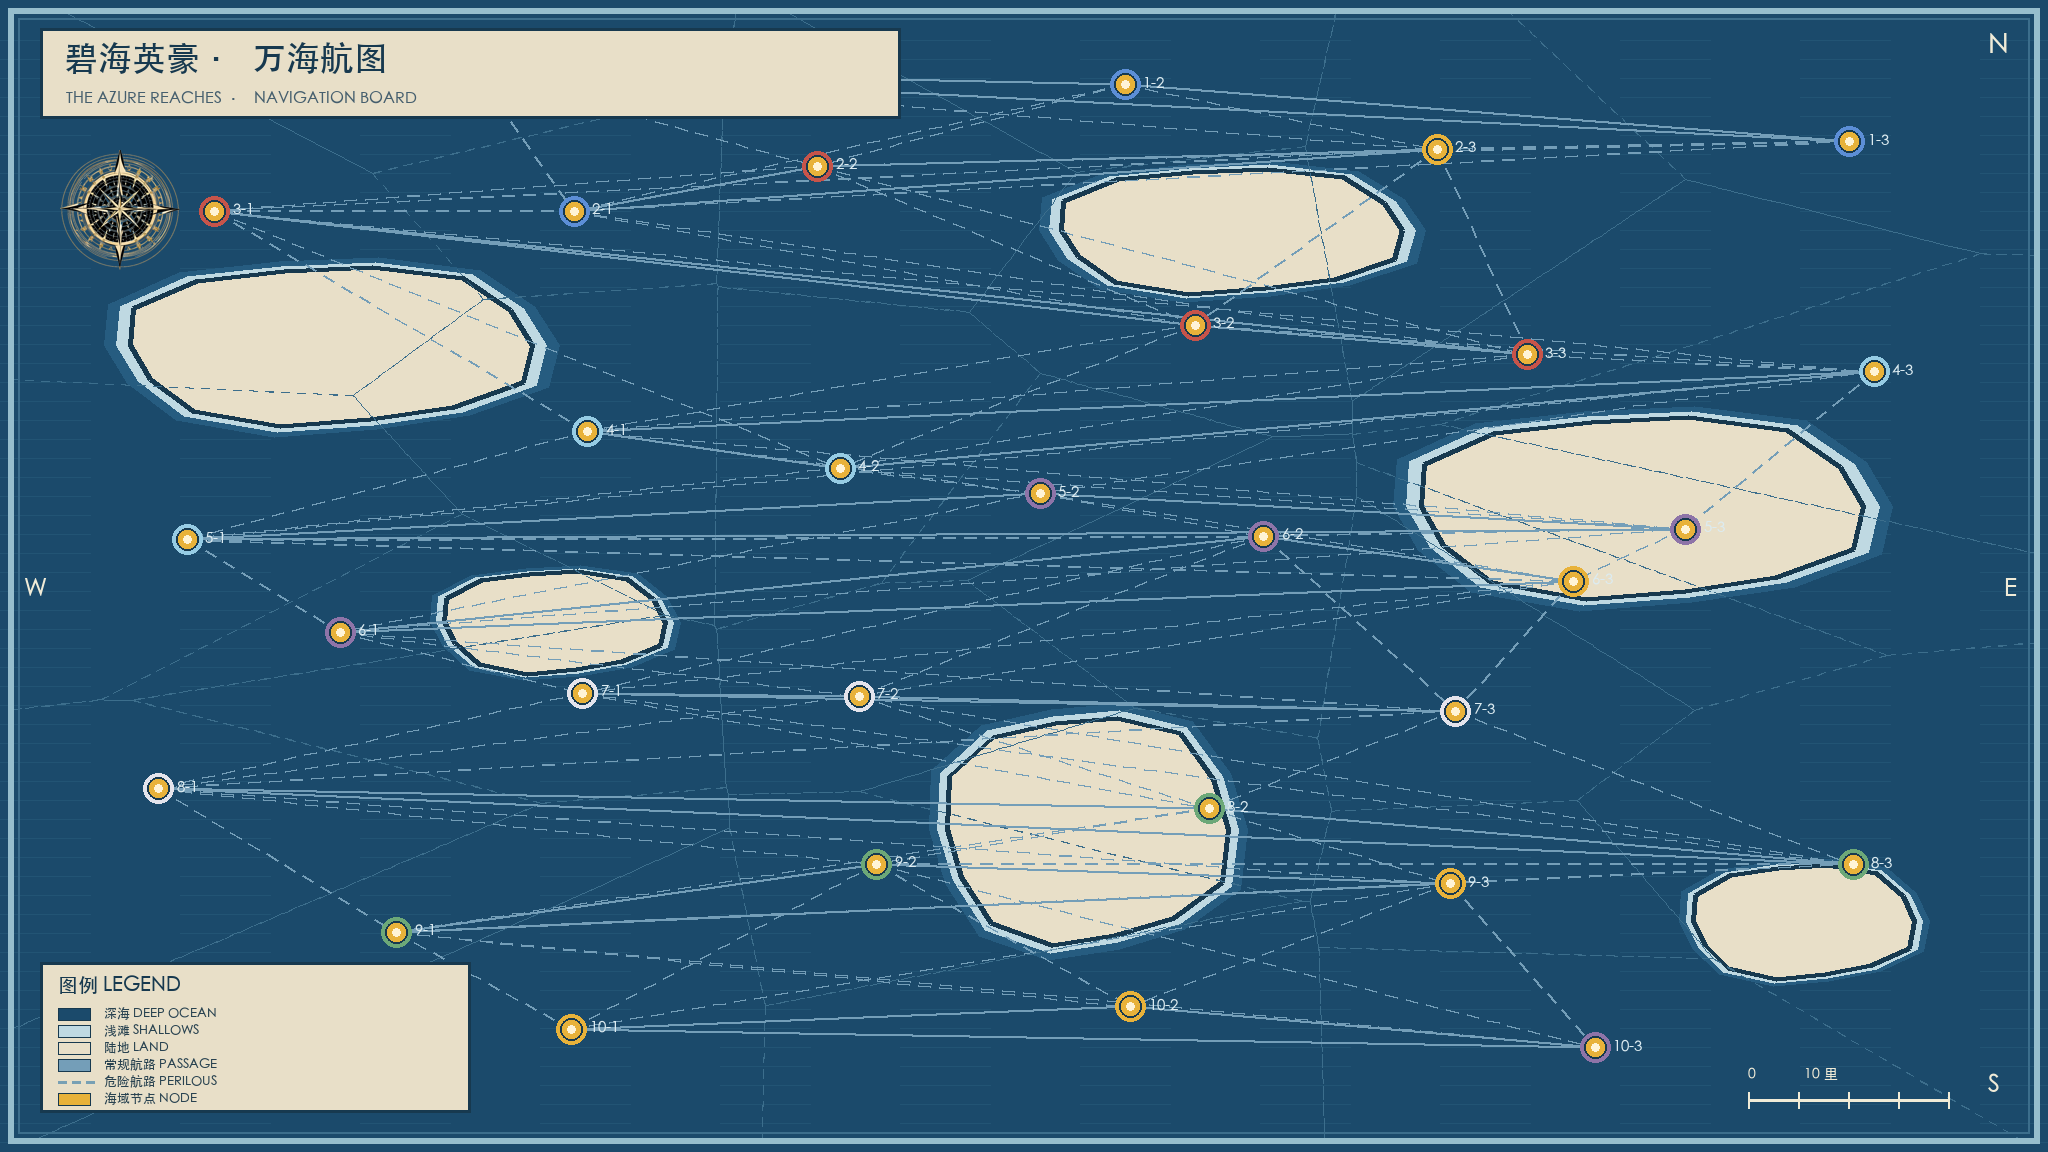 碧海英豪 · 万海航图
THE AZURE REACHES · NAVIGATION BOARD
N
1-2
1-3
2-3
2-2
3-1
2-1
3-2
3-3
4-3
4-1
4-2
5-2
5-3
5-1
6-2
6-3
W
E
6-1
7-1
7-2
7-3
8-1
8-2
9-2
8-3
9-3
9-1
10-2
10-1
10-3
图例 LEGEND
深海 DEEP OCEAN
浅滩 SHALLOWS
陆地 LAND
常规航路 PASSAGE
危险航路 PERILOUS
海域节点 NODE
0 10 里
S